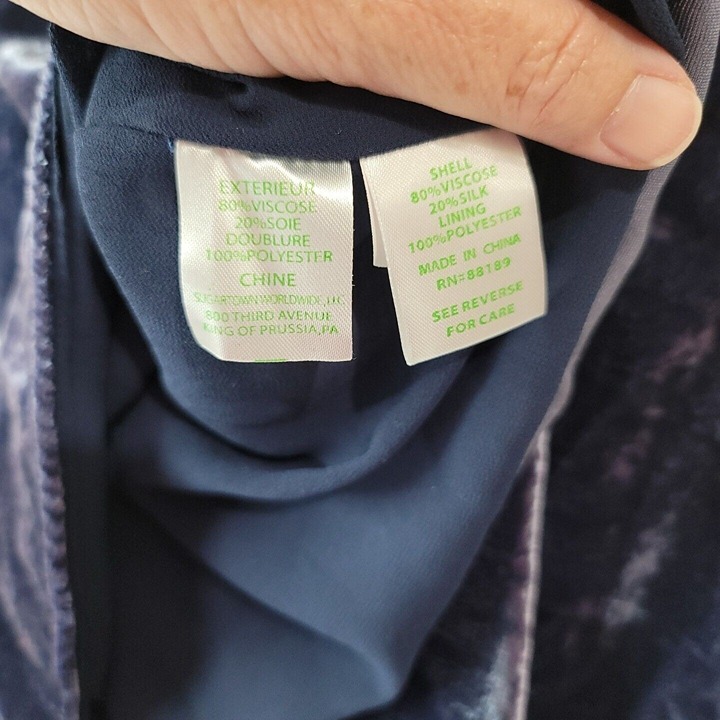 EXTERIEUR
80%VISCOSE
20%SOIE
DOUBLURE
100%POLYESTER
CHINE
SUGARTOWN WORLDWIDE, LLC
800 THIRD AVENUE
KING OF PRUSSIA,PA
SHELL
80%VISCOSE
20%SILK
LINING
100%POLYESTER
MADE IN CHINA
RN=88189
SEE REVERSE
FOR CARE